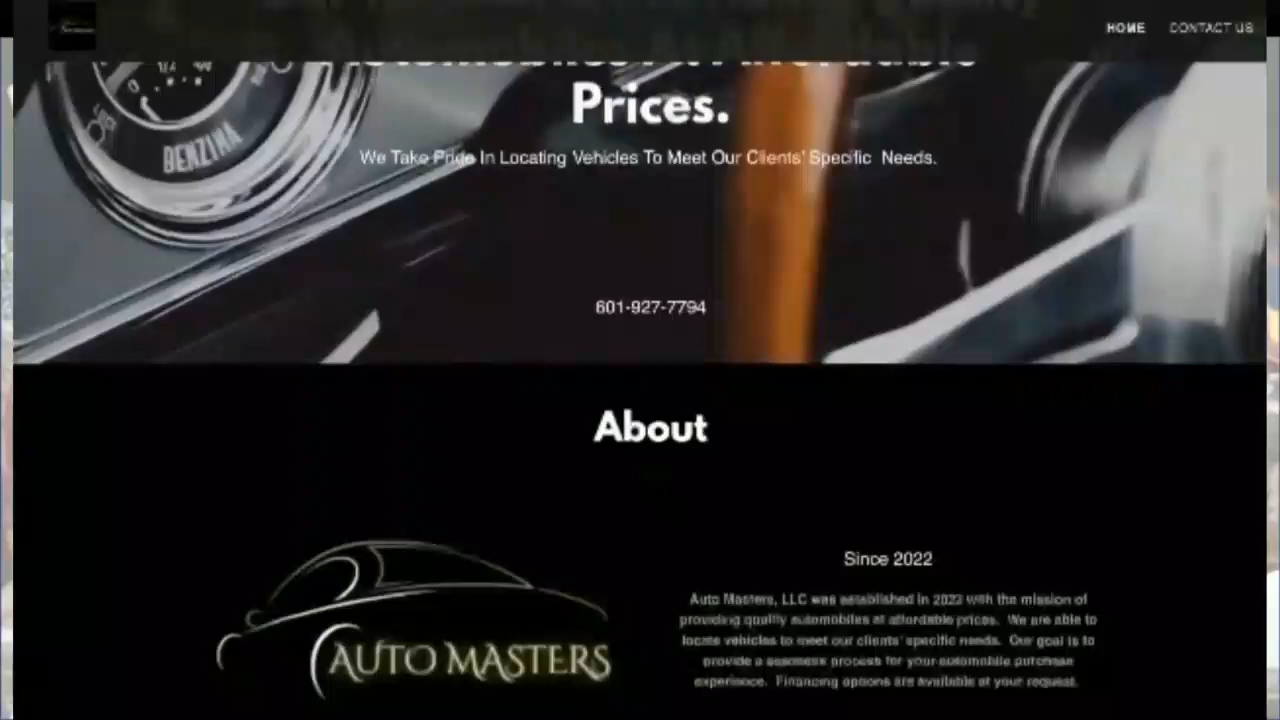 HOME CONTACT US
Prices.
We Take Pride In Locating Vehicles To Meet Our Clients' Specific Needs.
BENZINA
601-927-7794
About
Since 2022
Auto Masters, LLC was established in 2022 with the mission of
providing quality automobiles at affordable prices. We are able to
locate vehicles to meet our clients' specific needs. Our goal is to
provide a seamless process for your automobile purchase
experience. Financing options are available at your request.
AUTO MASTERS